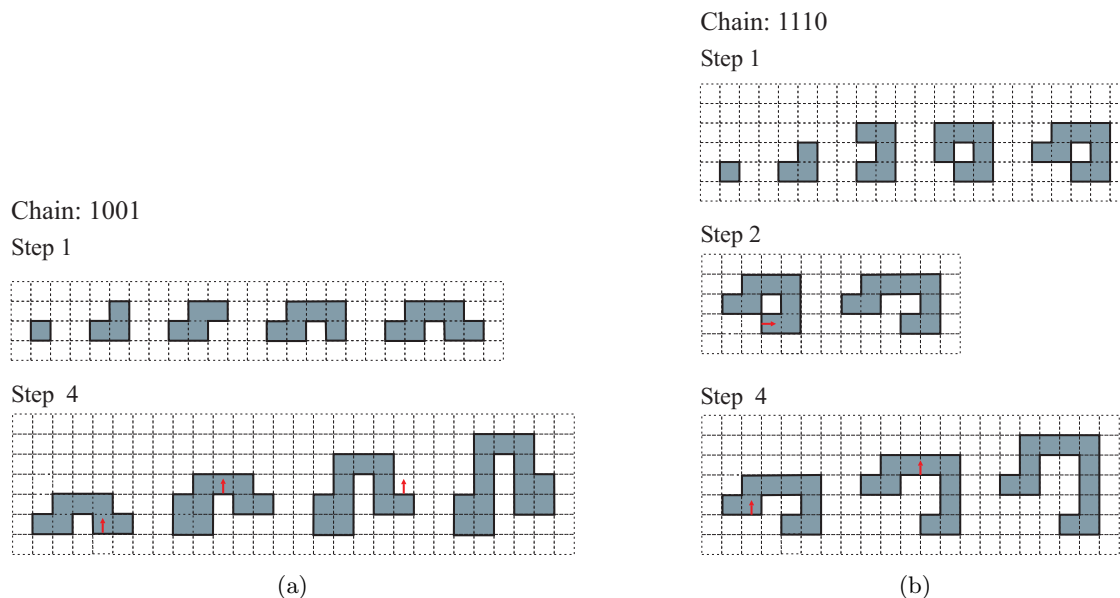 Chain: 1001
Step 1
Step 4
(a)
Chain: 1110
Step 1
Step 2
Step 4
(b)